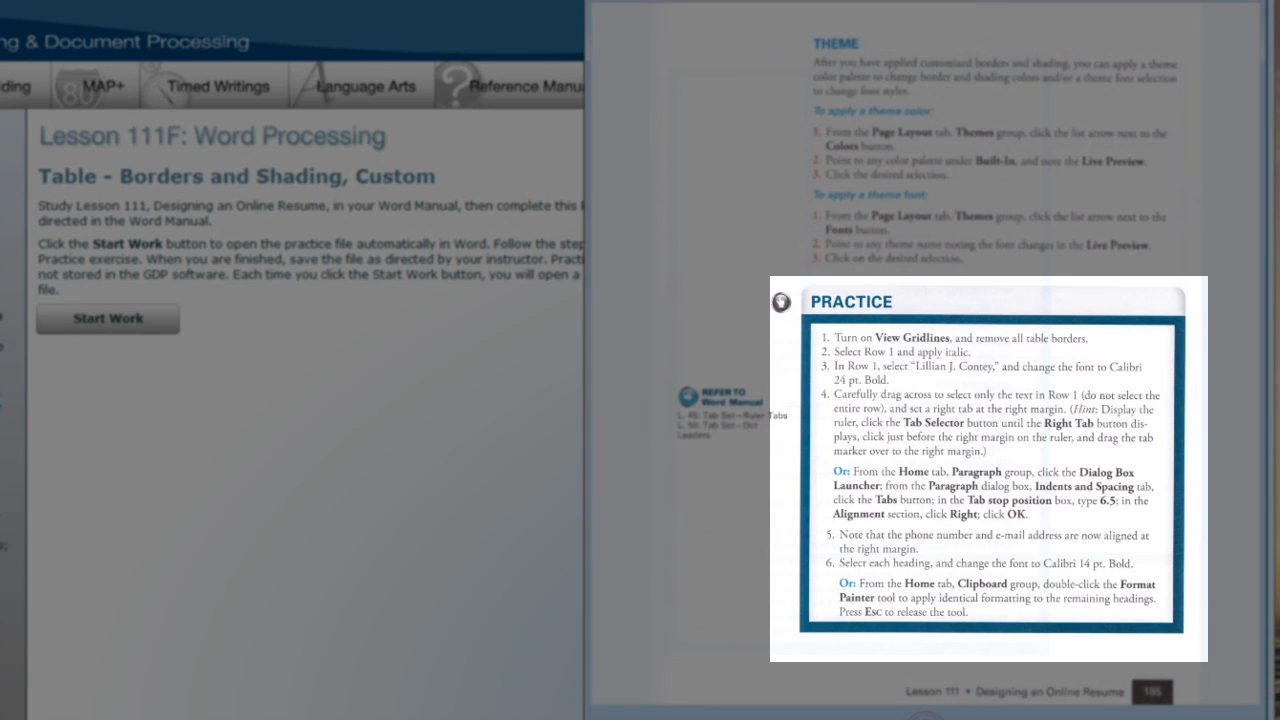 ng & Document Processing
ding
MAP+
Timed Writings
Language Arts
Reference Manu
Lesson 111F: Word Processing
Table - Borders and Shading, Custom
Study Lesson 111, Designing an Online Resume, in your Word Manual, then complete this
directed in the Word Manual.
Click the Start Work button to open the practice file automatically in Word. Follow the step
Practice exercise. When you are finished, save the file as directed by your instructor. Practi
not stored in the GDP software. Each time you click the Start Work button, you will open a
file.
Start Work
THEME
After you have applied customized borders and shading, you can apply a theme
color palette to change border and shading colors and/or a theme font selection
to change font styles.
To apply a theme color:
1. From the Page Layout tab, Themes group, click the list arrow next to the
Colors button.
2. Point to any color palette under Built-In, and note the Live Preview.
3. Click the desired selection.
To apply a theme font:
1. From the Page Layout tab, Themes group, click the list arrow next to the
Fonts button.
2. Point to any theme name noting the font changes in the Live Preview.
3. Click on the desired selection.
PRACTICE
1. Turn on View Gridlines, and remove all table borders.
2. Select Row 1 and apply italic.
3. In Row 1, select “Lillian J. Contey,” and change the font to Calibri
24 pt. Bold.
4. Carefully drag across to select only the text in Row 1 (do not select the
entire row), and set a right tab at the right margin. (Hint: Display the
ruler, click the Tab Selector button until the Right Tab button dis-
plays, click just before the right margin on the ruler, and drag the tab
marker over to the right margin.)
Or: From the Home tab, Paragraph group, click the Dialog Box
Launcher; from the Paragraph dialog box, Indents and Spacing tab,
click the Tabs button; in the Tab stop position box, type 6.5; in the
Alignment section, click Right; click OK.
5. Note that the phone number and e-mail address are now aligned at
the right margin.
6. Select each heading, and change the font to Calibri 14 pt. Bold.
Or: From the Home tab, Clipboard group, double-click the Format
Painter tool to apply identical formatting to the remaining headings.
Press ESC to release the tool.
REFER TO
Word Manual
L. 45: Tab Set—Ruler Tabs
L. 50: Tab Set—Dot
Leaders
Lesson 111 • Designing an Online Resume 185